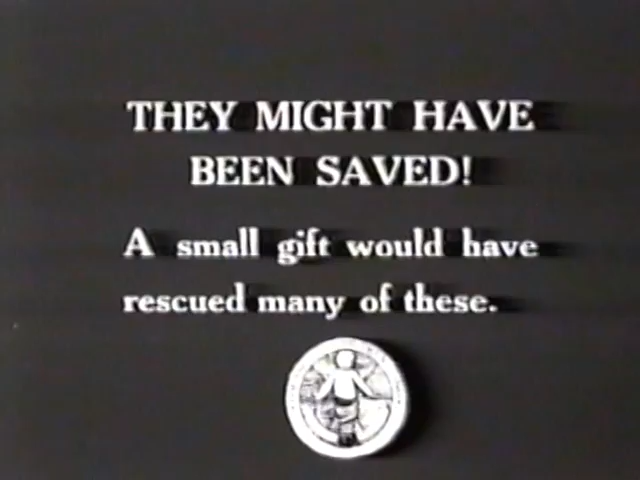 THEY MIGHT HAVE
BEEN SAVED!
A small gift would have
rescued many of these.